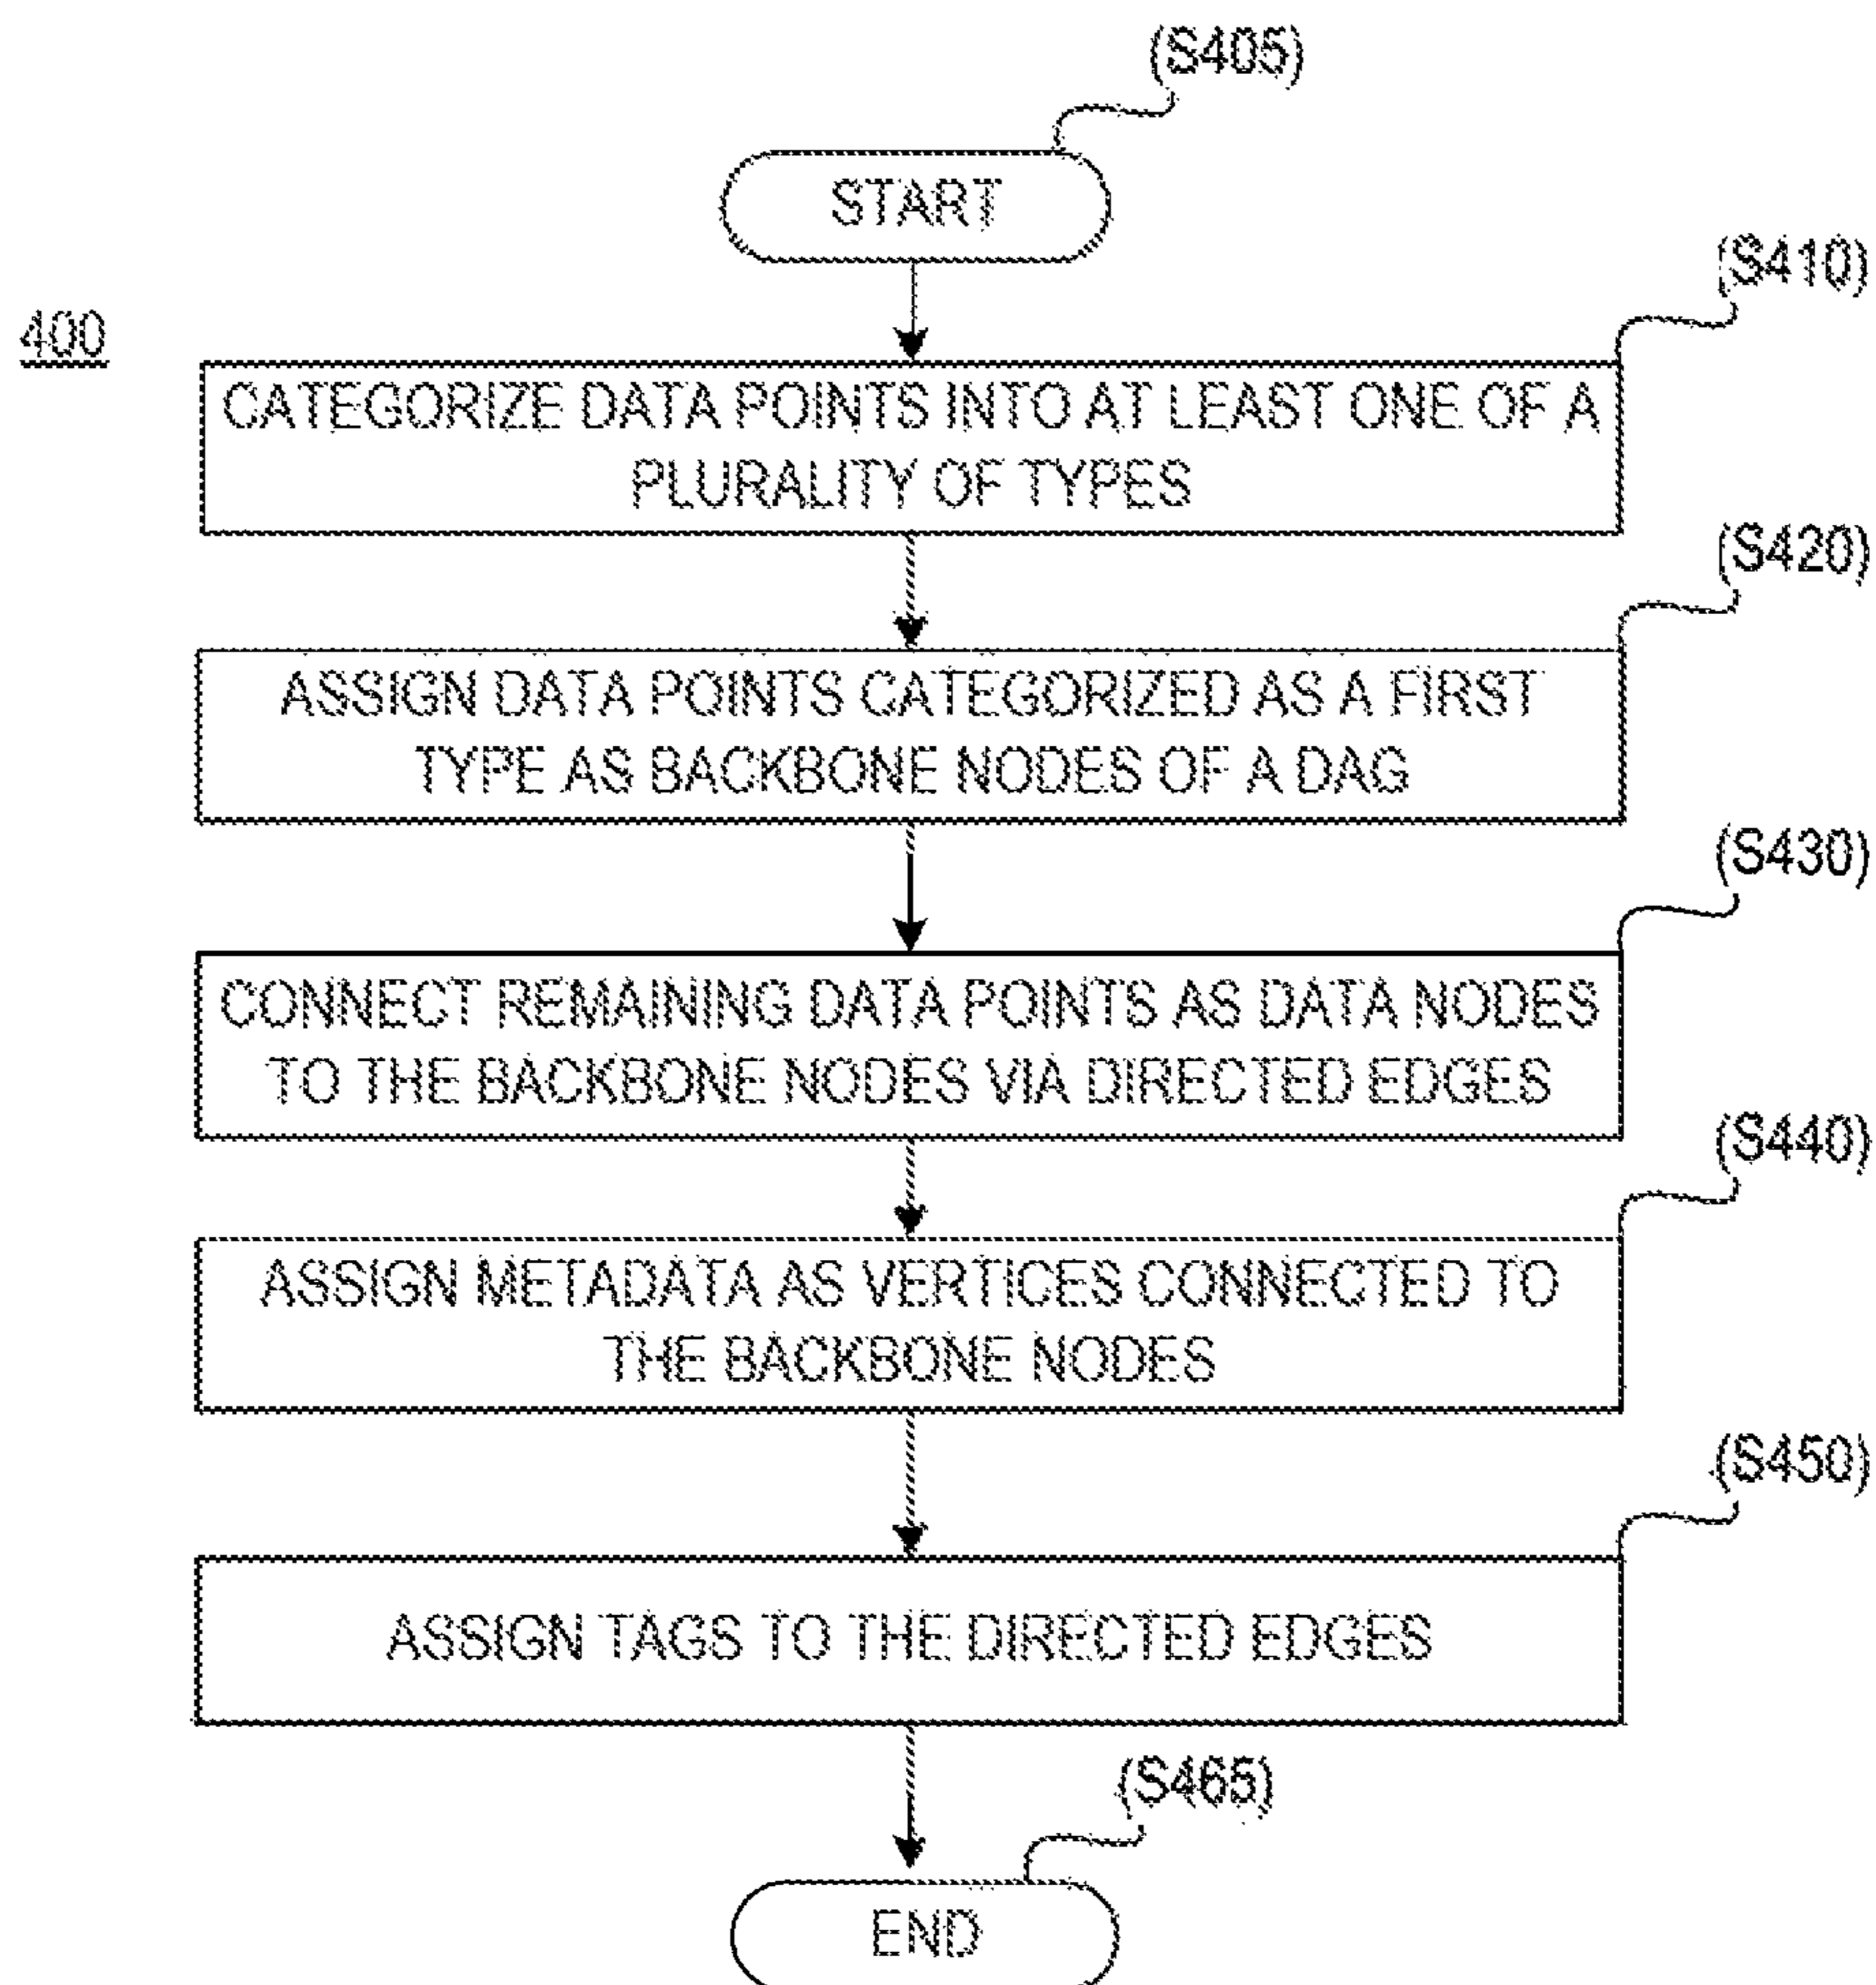 (S405)
START
(S410)
400
CATEGORIZE DATA POINTS INTO AT LEAST ONE OF A
PLURALITY OF TYPES
(S420)
ASSIGN DATA POINTS CATEGORIZED AS A FIRST
TYPE AS BACKBONE NODES OF A DAG
(S430)
CONNECT REMAINING DATA POINTS AS DATA NODES
TO THE BACKBONE NODES VIA DIRECTED EDGES
(S440)
ASSIGN METADATA AS VERTICES CONNECTED TO
THE BACKBONE NODES
(S450)
ASSIGN TAGS TO THE DIRECTED EDGES
(S465)
END